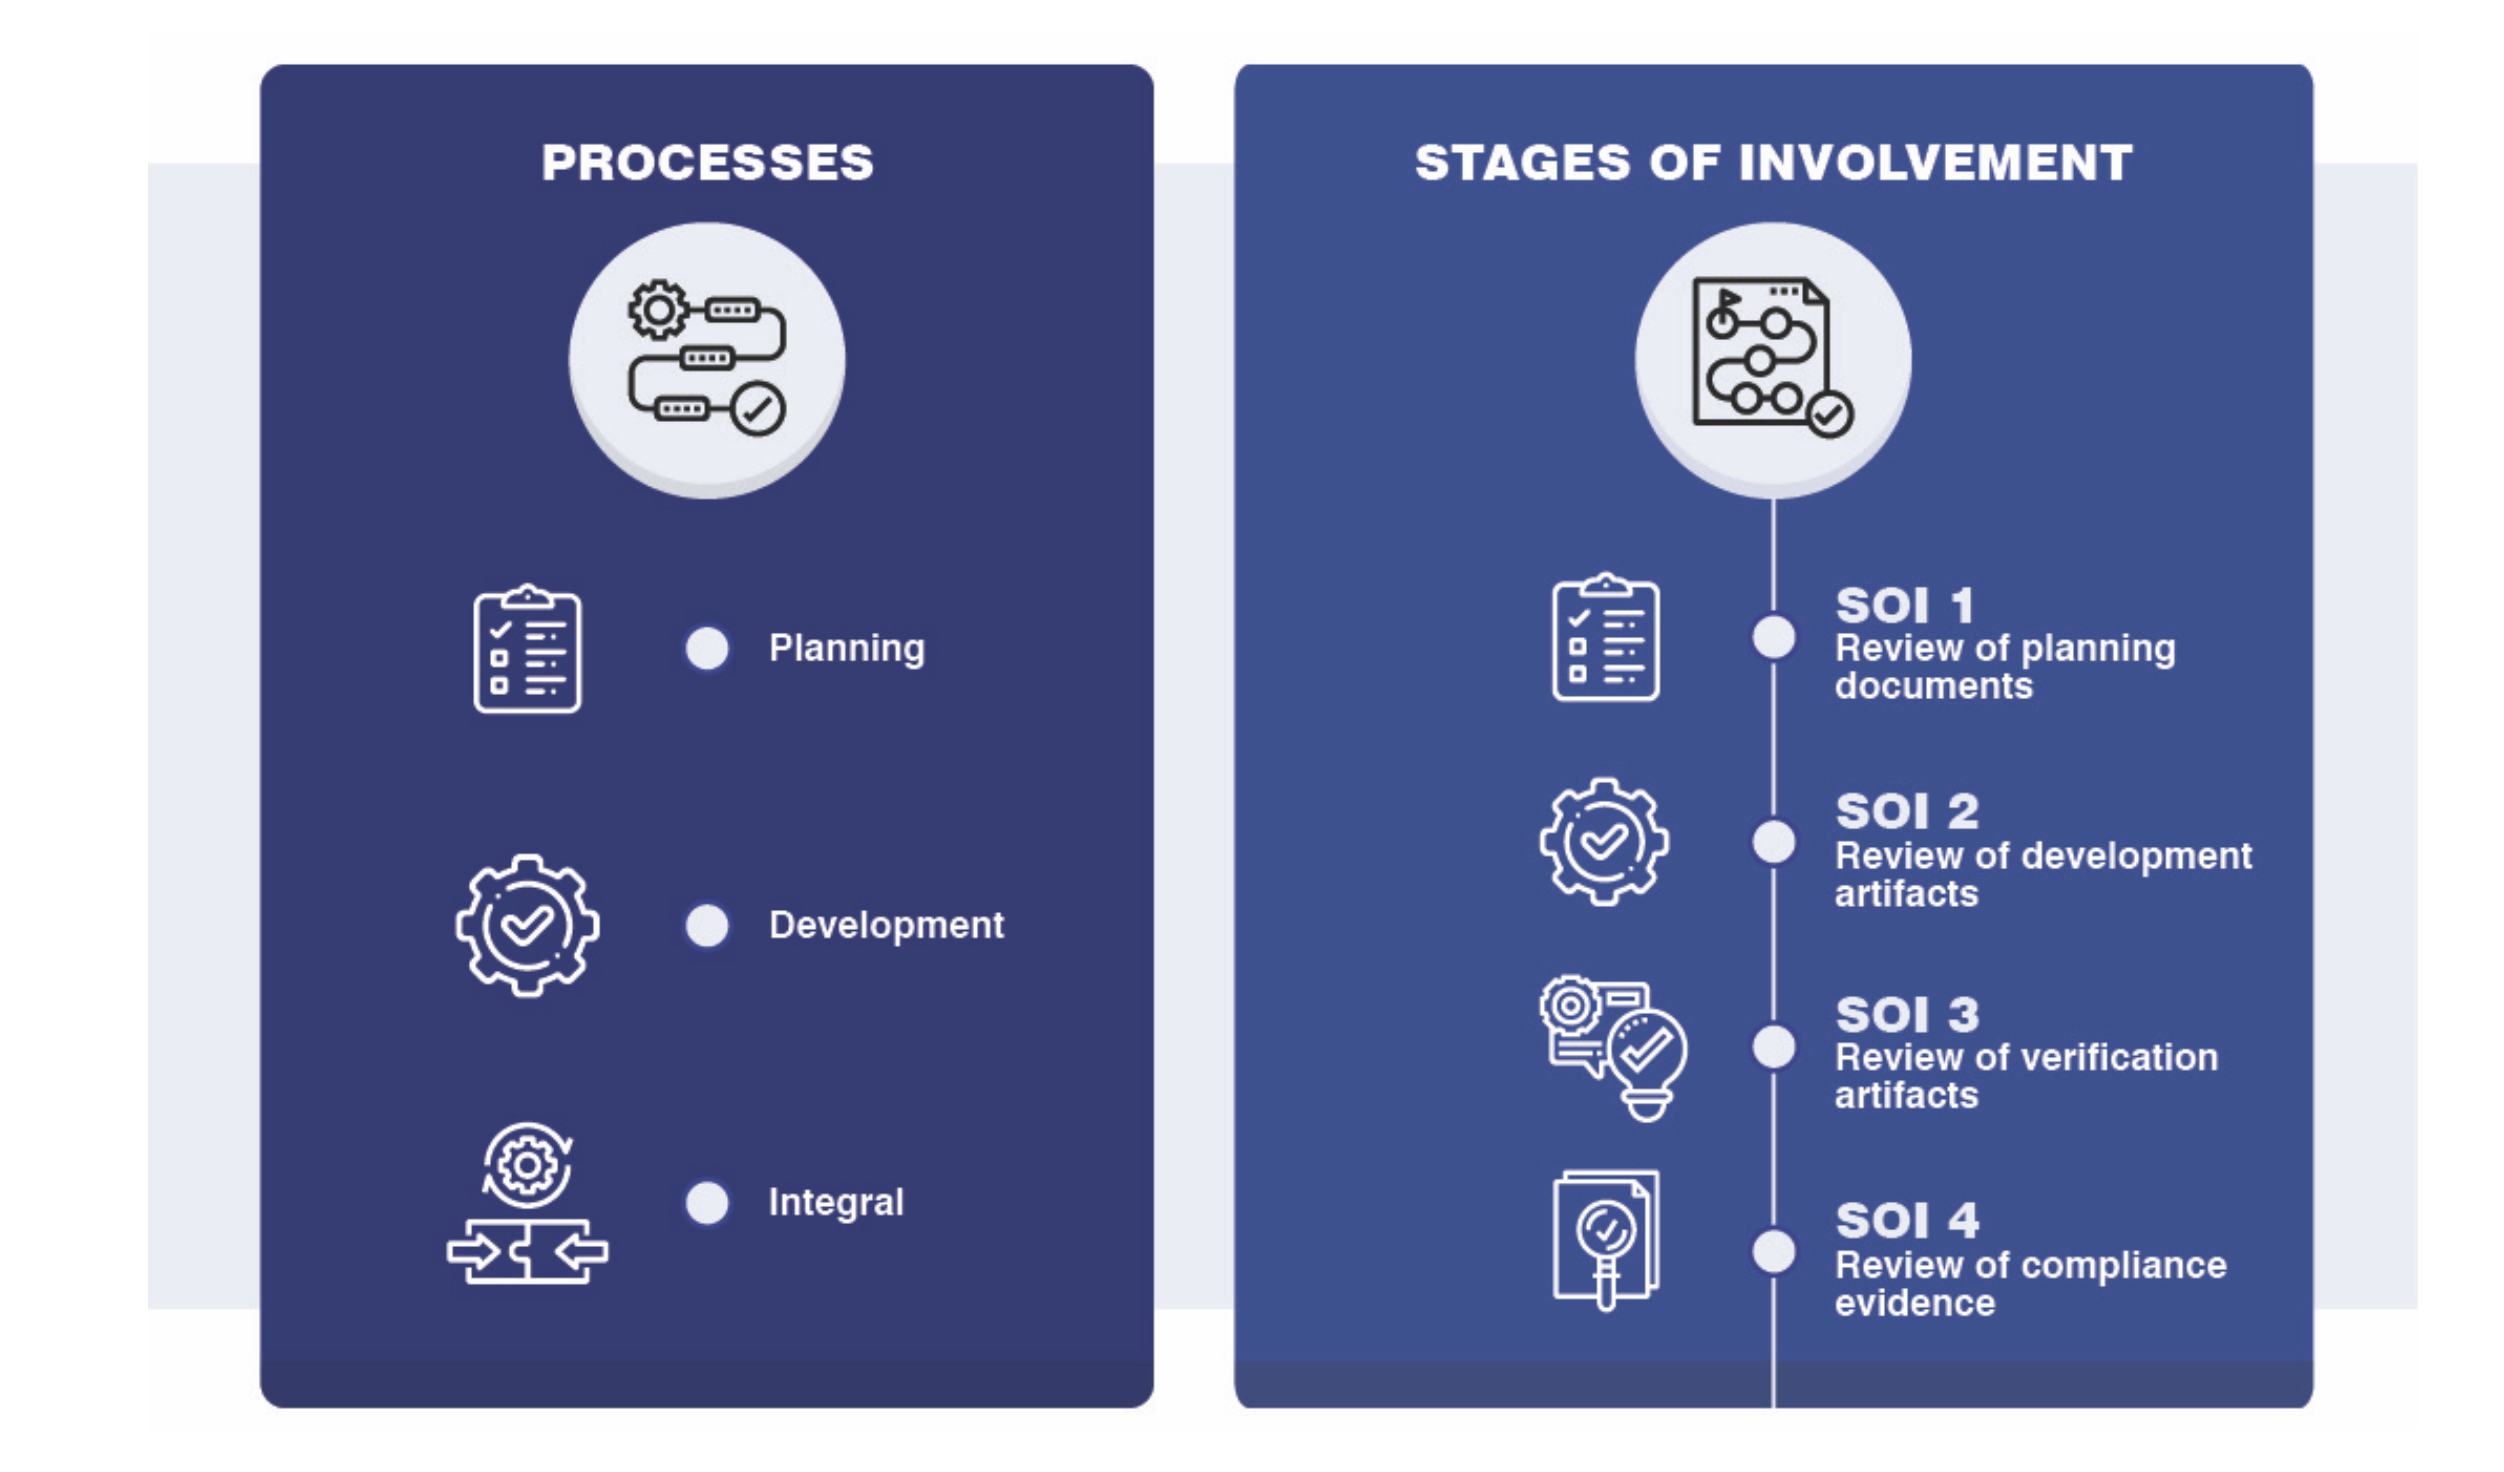 PROCESSES
Planning
Development
Integral
STAGES OF INVOLVEMENT
SOI 1
Review of planning
documents
SOI 2
Review of development
artifacts
SOI 3
Review of verification
artifacts
SOI 4
Review of compliance
evidence